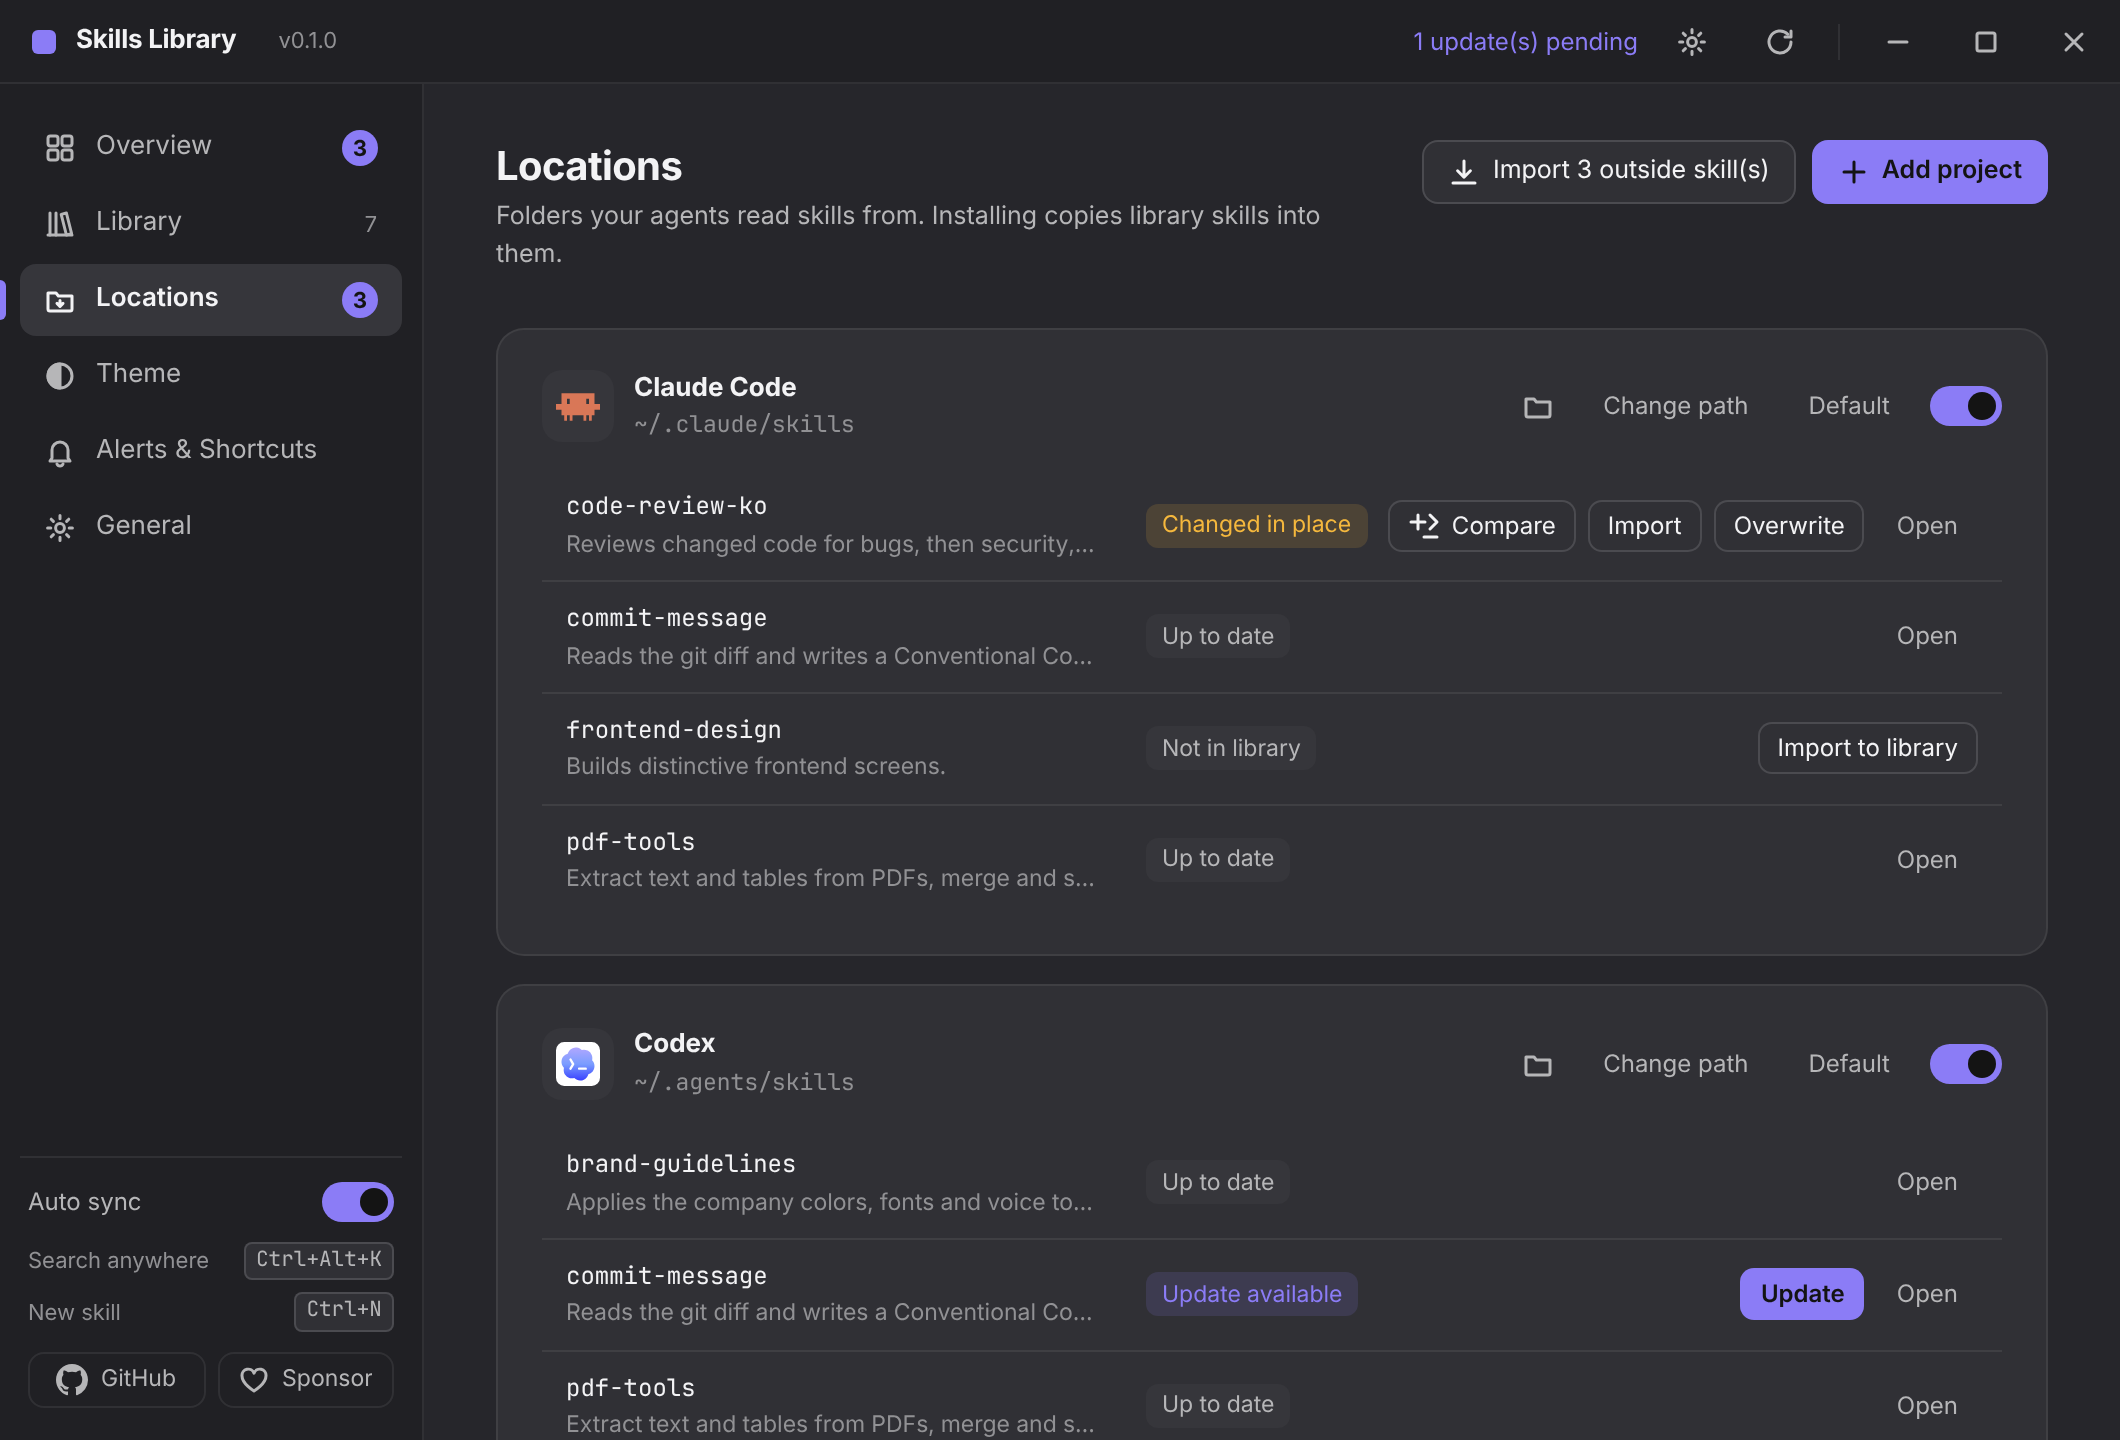 Skills Library v0.1.0
1 update(s) pending
Overview 3
Library 7
Locations 3
Theme
Alerts & Shortcuts
General
Auto sync
Search anywhere Ctrl+Alt+K
New skill Ctrl+N
GitHub Sponsor
Locations
Folders your agents read skills from. Installing copies library skills into
them.
Import 3 outside skill(s) Add project
Claude Code
~/.claude/skills
Change path Default
code-review-ko
Reviews changed code for bugs, then security,...
Changed in place Compare Import Overwrite Open
commit-message
Reads the git diff and writes a Conventional Co...
Up to date Open
frontend-design
Builds distinctive frontend screens.
Not in library Import to library
pdf-tools
Extract text and tables from PDFs, merge and s...
Up to date Open
Codex
~/.agents/skills
Change path Default
brand-guidelines
Applies the company colors, fonts and voice to...
Up to date Open
commit-message
Reads the git diff and writes a Conventional Co...
Update available Update Open
pdf-tools
Extract text and tables from PDFs, merge and s...
Up to date Open